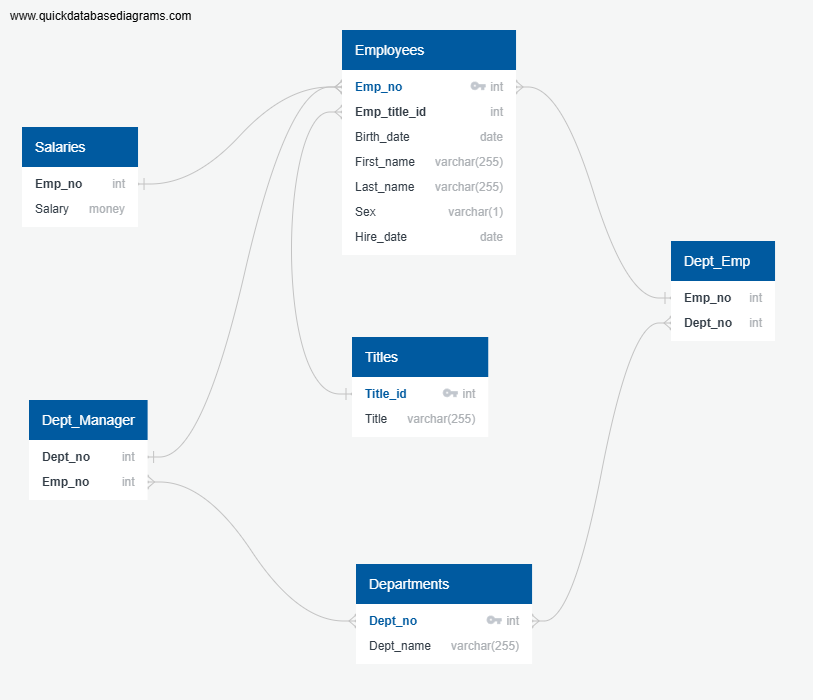 www.quickdatabasediagrams.com
Employees
Emp_no int
Emp_title_id int
Birth_date date
First_name varchar(255)
Last_name varchar(255)
Sex varchar(1)
Hire_date date
Salaries
Emp_no int
Salary money
Dept_Emp
Emp_no int
Dept_no int
Titles
Title_id int
Title varchar(255)
Dept_Manager
Dept_no int
Emp_no int
Departments
Dept_no int
Dept_name varchar(255)